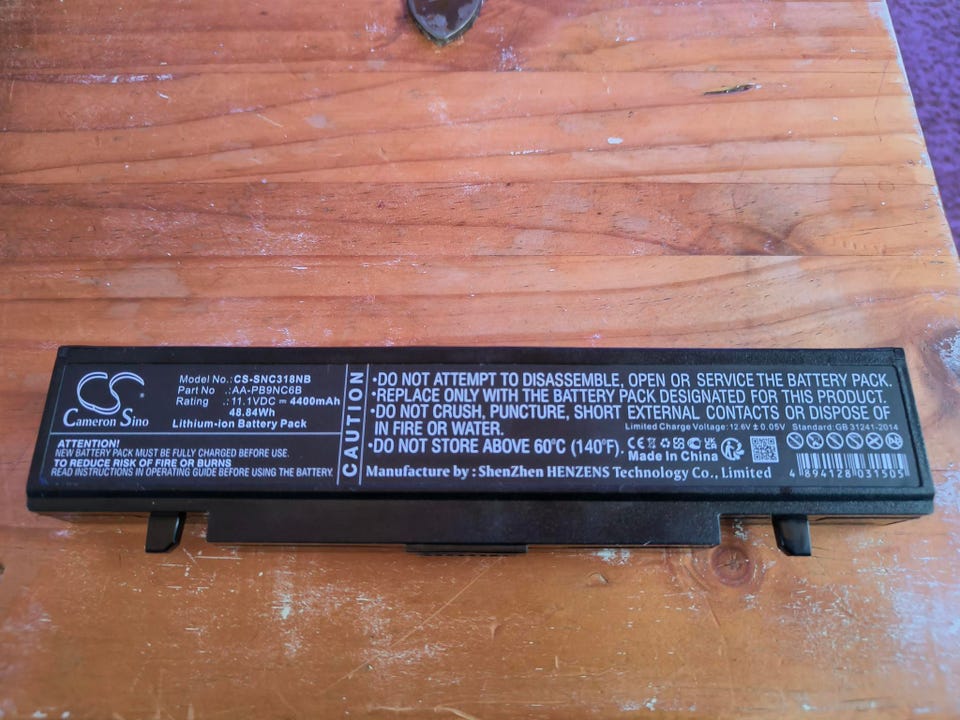 CS
Cameron Sino
Model No.:CS-SNC318NB
Part No :AA-PB9NC6B
Rating :11.1VDC = 4400mAh
48.84Wh
Lithium-ion Battery Pack
ATTENTION!
NEW BATTERY PACK MUST BE CHARGED BEFORE USE.
TO REDUCE RISK OF FIRE OR BURNS
READ INSTRUCTIONS IN USER GUIDE BEFORE USING THE BATTERY.
CAUTION
•DO NOT ATTEMPT TO DISASSEMBLE, OPEN OR SERVICE THE BATTERY PACK.
•REPLACE ONLY WITH THE BATTERY PACK DESIGNATED FOR THIS PRODUCT.
•DO NOT CRUSH, PUNCTURE, SHORT EXTERNAL CONTACTS OR DISPOSE
IN FIRE OR WATER.
Limited Charge Voltage: 12.6V ± 0.05V Standard: GB 31241-2014
•DO NOT STORE ABOVE 60°C (140°F).
Made in China
Manufacture by : ShenZhen HENZENS Technology Co., Limited
4 894128 031505